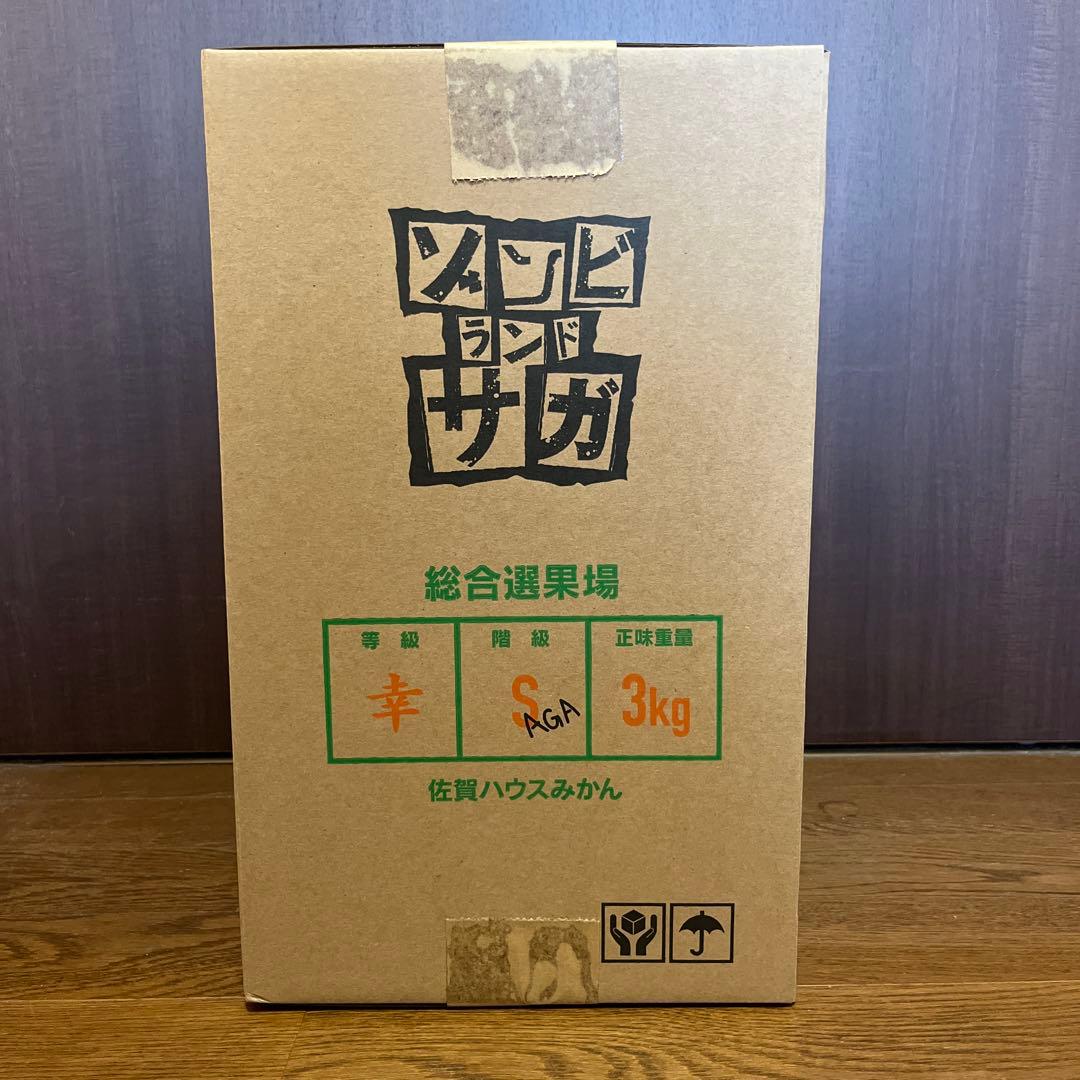 ゾンビ
ランド
サガ
総合選果場
等級 階級 正味重量
幸 SAGA 3kg
佐賀ハウスみかん